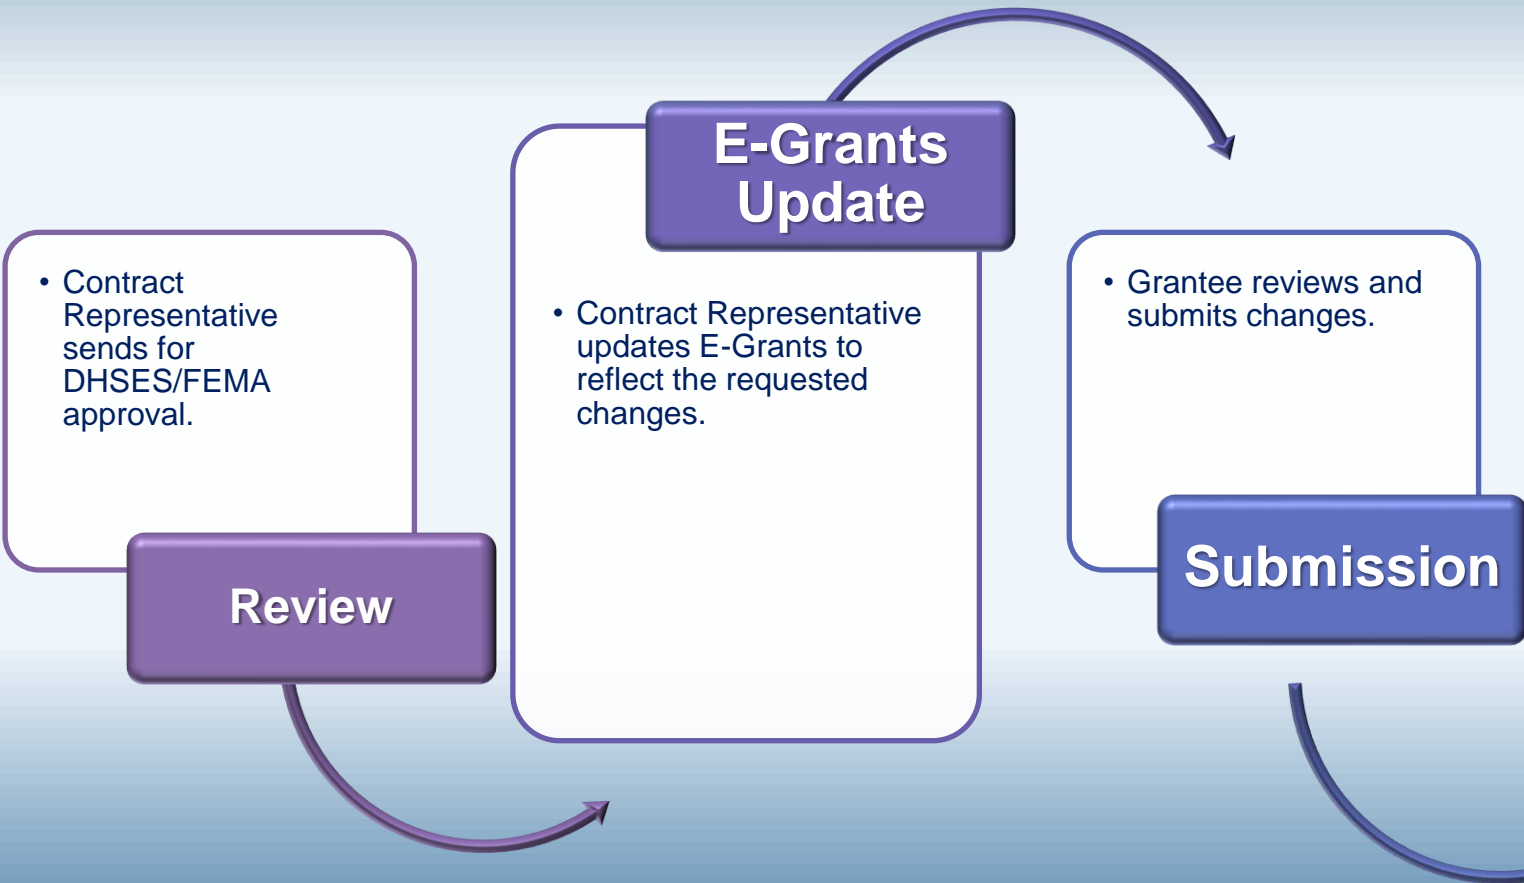 • Contract
Representative
sends for
DHSES/FEMA
approval.
Review
E-Grants
Update
• Contract Representative
updates E-Grants to
reflect the requested
changes.
• Grantee reviews and
submits changes.
Submission